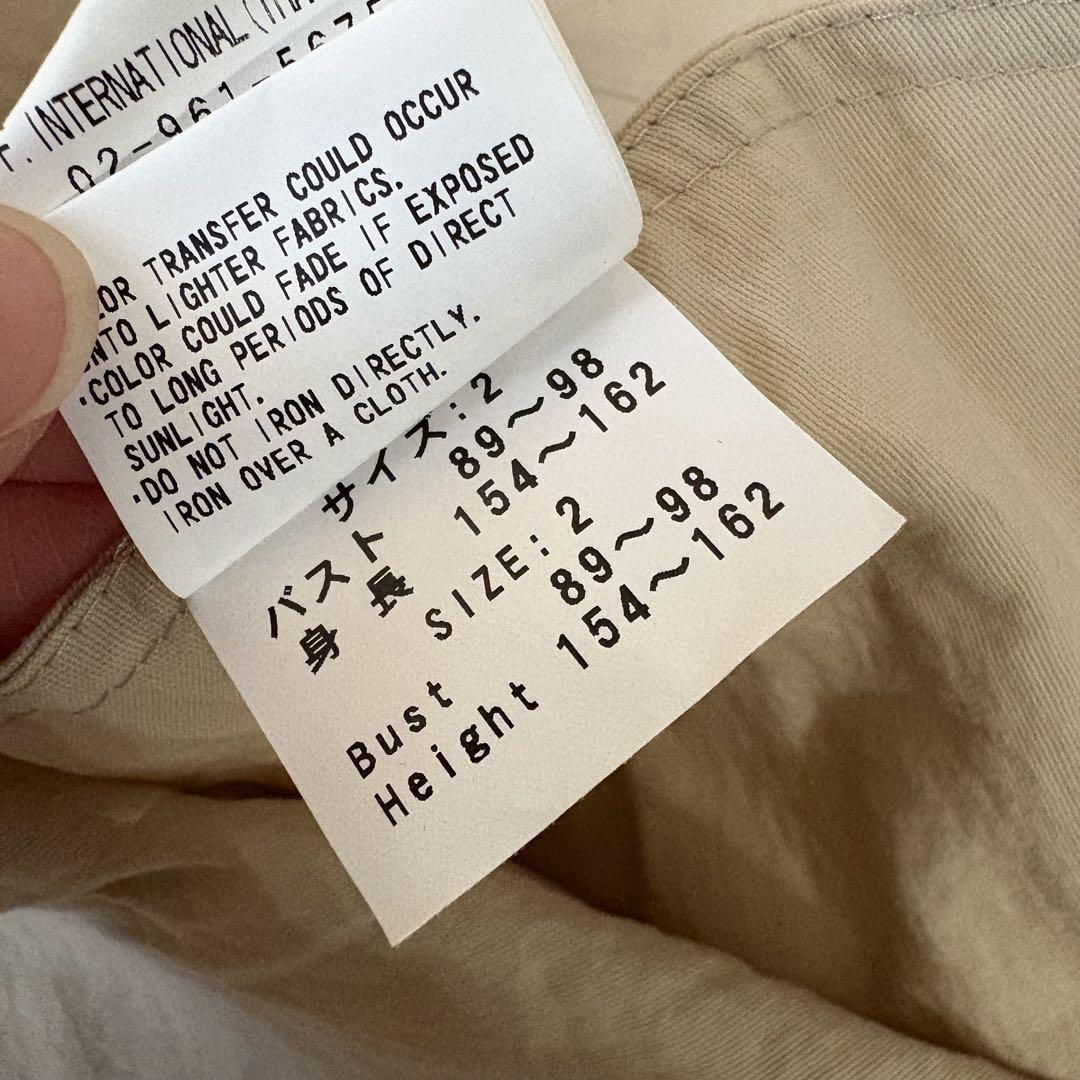 INTERNATIONAL
02-961-
TRANSFER COULD OCCUR
LIGHTER FABRICS.
・COLOR COULD FADE IF EXPOSED
TO LONG PERIODS OF DIRECT
SUNLIGHT.
・DO NOT IRON DIRECTLY.
IRON OVER A CLOTH.
サイズ:2
バスト 89〜98
身長 154〜162
SIZE:2
Bust 89〜98
Height 154〜162